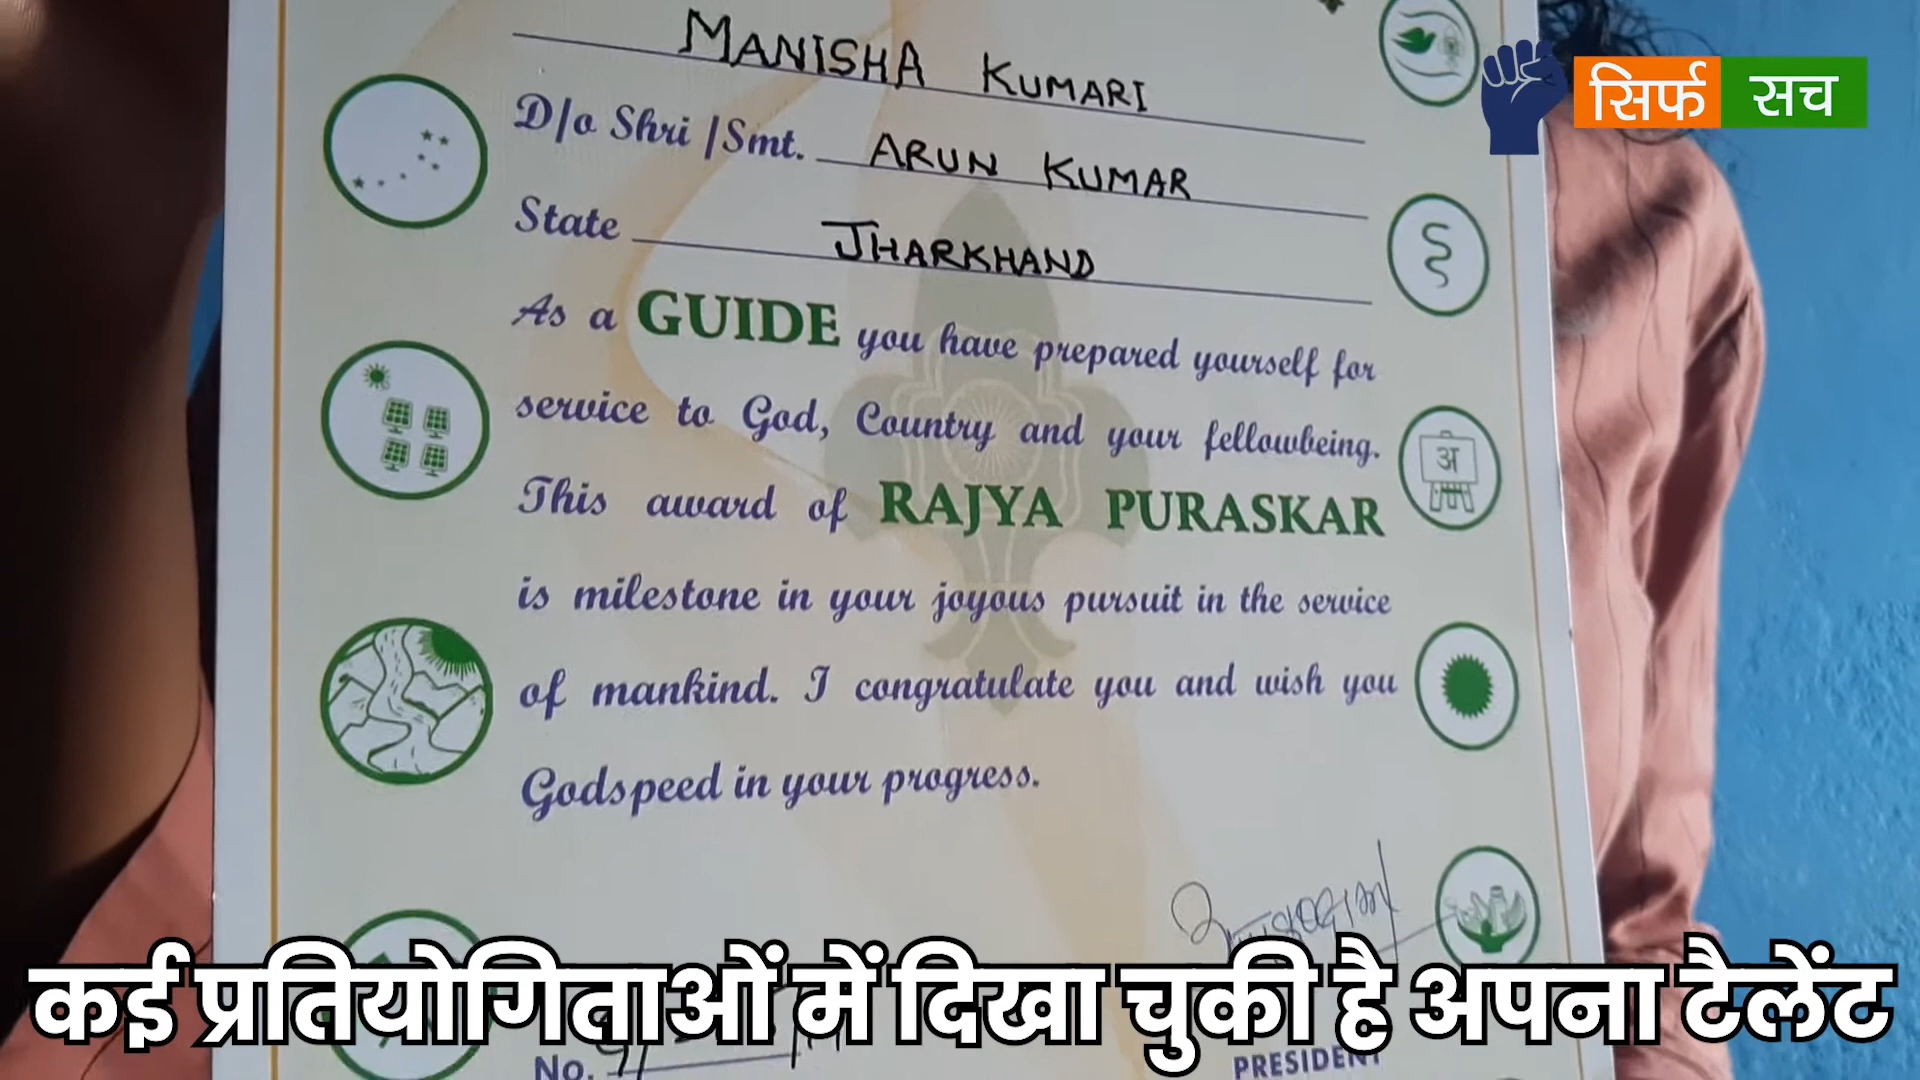 MANISHA KUMARI
सिर्फ सच
D/o Shri /Smt. ARUN KUMAR
State JHARKHAND
As a GUIDE you have prepared yourself for
service to God, Country and your fellowbeing.
अ
This award of RAJYA PURASKAR
is milestone in your joyous pursuit in the service
of mankind. I congratulate you and wish you
Godspeed in your progress.
कई प्रतियोगिताओं में दिखा चुकी है अपना टैलेंट
No.
PRESIDENT